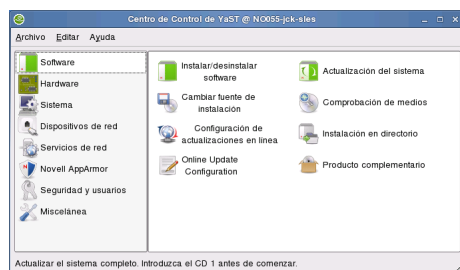 Centro de Control de YaST @ NO055-jck-sles
Archivo Editar Ayuda
Software
Hardware
Sistema
Dispositivos de red
Servicios de red
Novell AppArmor
Seguridad y usuarios
Miscelánea
Instalar/desinstalar
software
Actualización del sistema
Cambiar fuente de
instalación
Comprobación de medios
Configuración de
actualizaciones en línea
Instalación en directorio
Online Update
Configuration
Producto complementario
Actualizar el sistema completo. Introduzca el CD 1 antes de comenzar.